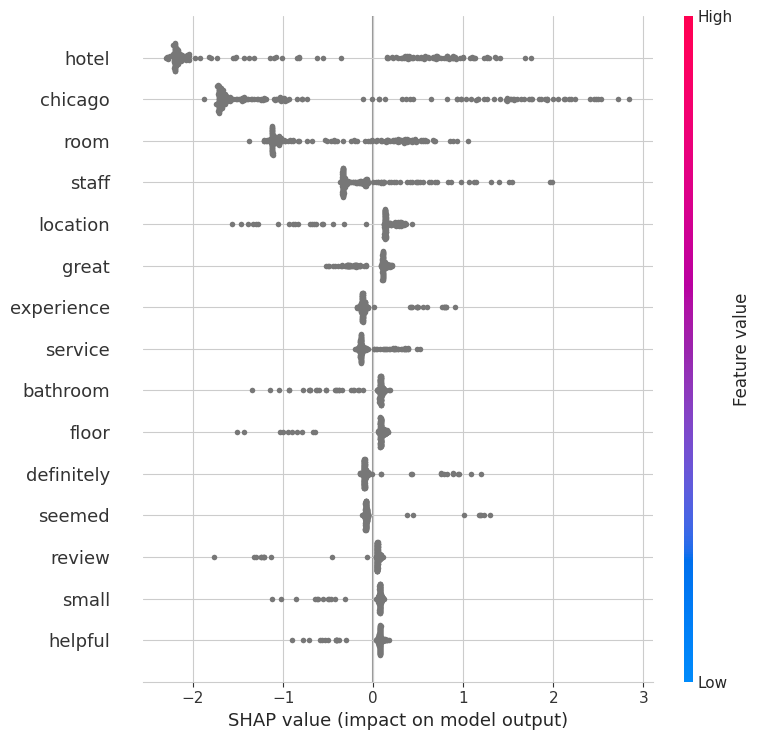 High
hotel
chicago
room
staff
location
great
experience
service
bathroom
floor
definitely
seemed
review
small
helpful
Feature value
Low
−2 −1 0 1 2 3
SHAP value (impact on model output)